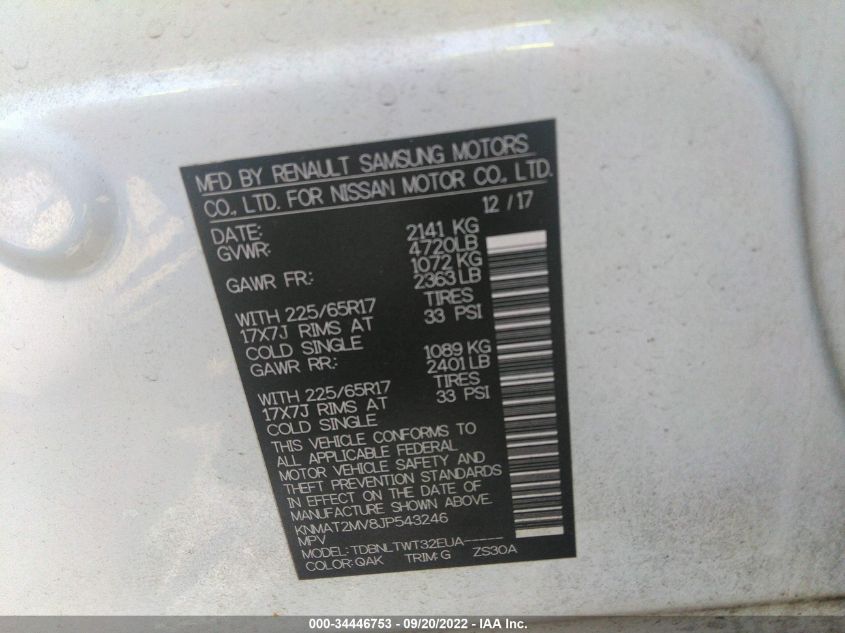 MFD BY RENAULT SAMSUNG MOTORS
CO., LTD. FOR NISSAN MOTOR CO., LTD.
DATE: 12 / 17
GVWR: 2141 KG
4720LB
GAWR FR: 1072 KG
2363 LB
WITH 225/65R17 TIRES
17X7J RIMS AT 33 PSI
COLD SINGLE
GAWR RR: 1089 KG
2401 LB
WITH 225/65R17 TIRES
17X7J RIMS AT 33 PSI
COLD SINGLE
THIS VEHICLE CONFORMS TO
ALL APPLICABLE FEDERAL
MOTOR VEHICLE SAFETY AND
THEFT PREVENTION STANDARDS
IN EFFECT ON THE DATE OF
MANUFACTURE SHOWN ABOVE.
KNMAT2MV8JP543246
MPV
MODEL: TDBNLTWT32EUA-----
COLOR: QAK TRIM: G ZS30A
000-34446753 - 09/20/2022 - IAA Inc.